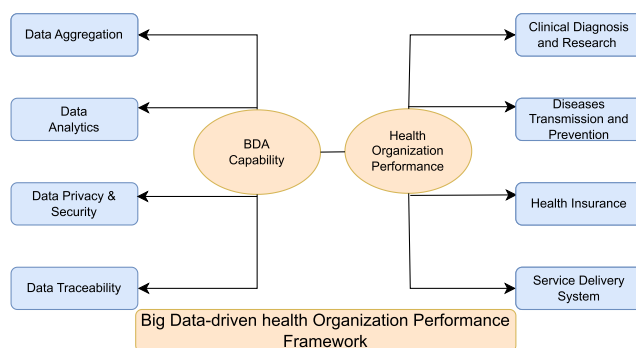 Data Aggregation
Data
Analytics
Data Privacy &
Security
Data Traceability
BDA
Capability
Health
Organization
Performance
Clinical Diagnosis
and Research
Diseases
Transmission and
Prevention
Health Insurance
Service Delivery
System
Big Data-driven health Organization Performance
Framework